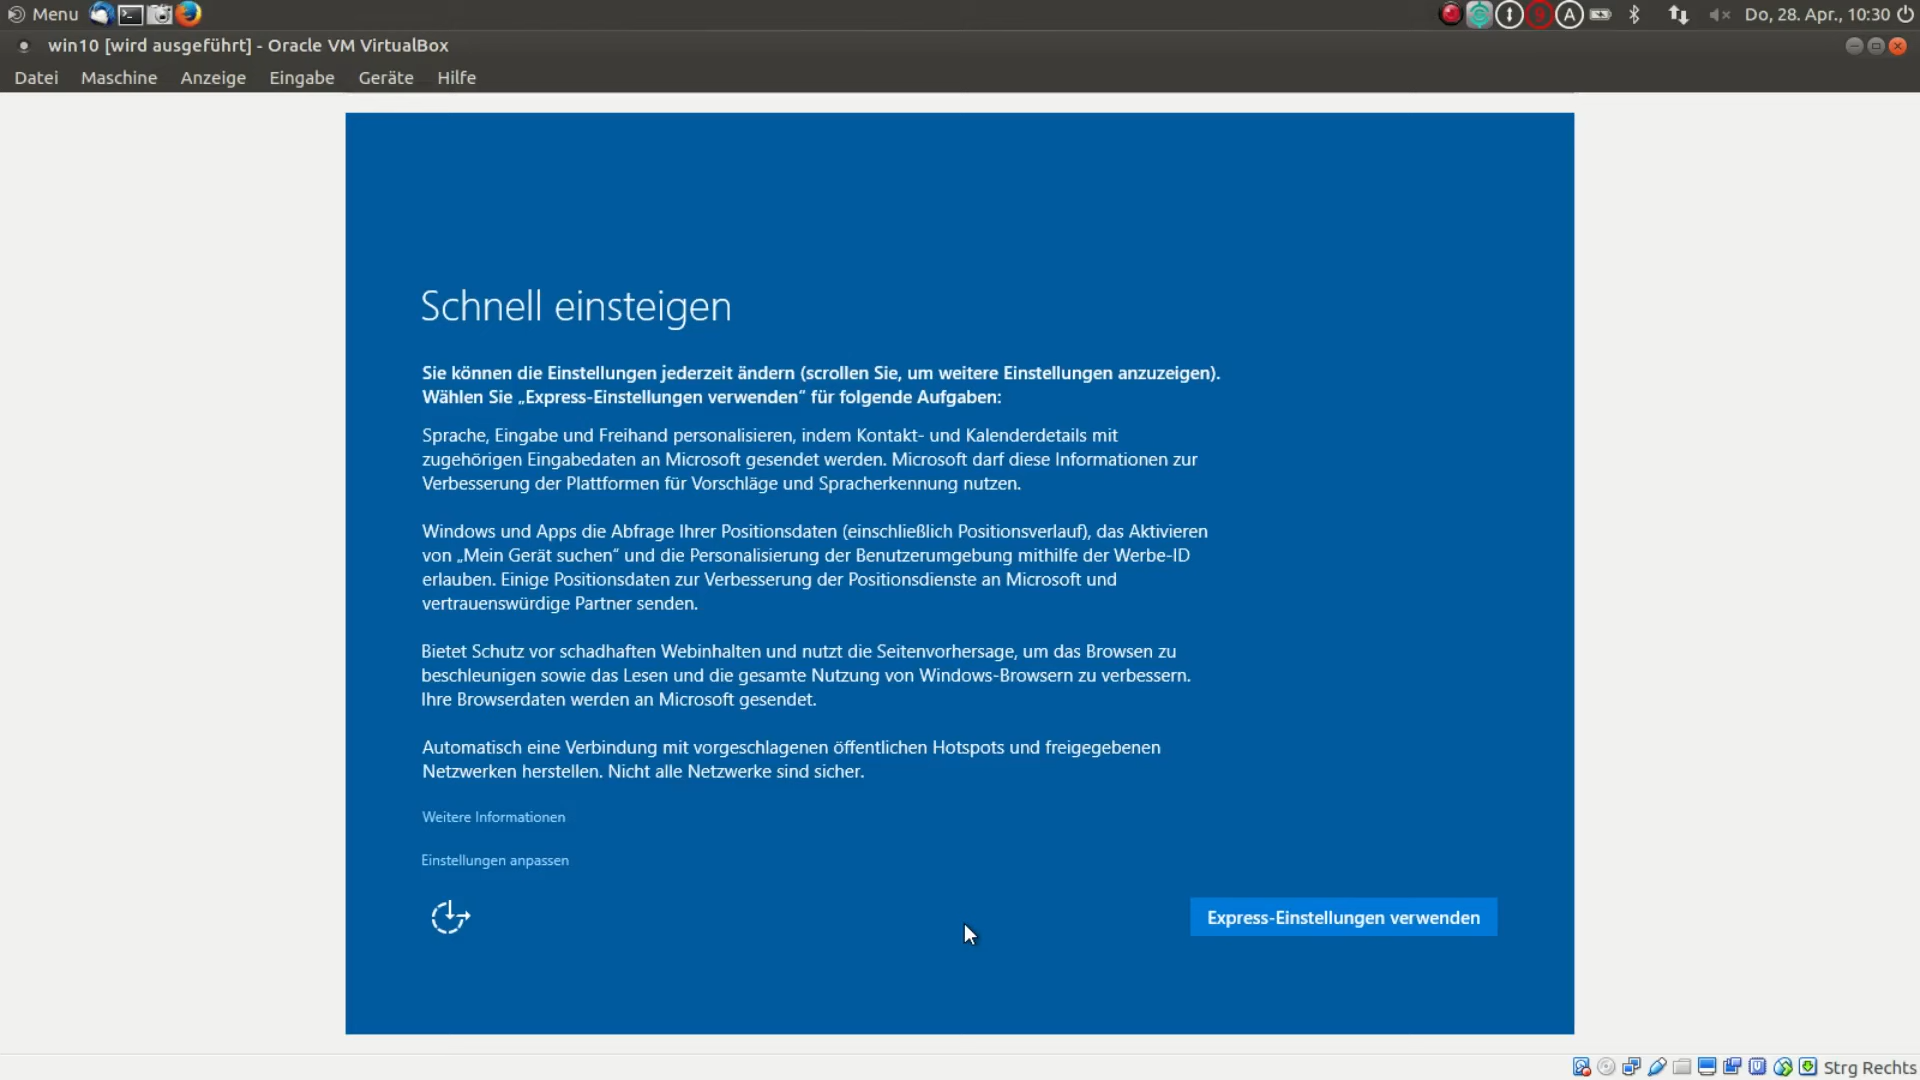 Menu
A
Do, 28. Apr., 10:30
win10 [wird ausgeführt] - Oracle VM VirtualBox
Datei Maschine Anzeige Eingabe Geräte Hilfe
Schnell einsteigen
Sie können die Einstellungen jederzeit ändern (scrollen Sie, um weitere Einstellungen anzuzeigen).
Wählen Sie „Express-Einstellungen verwenden“ für folgende Aufgaben:
Sprache, Eingabe und Freihand personalisieren, indem Kontakt- und Kalenderdetails mit
zugehörigen Eingabedaten an Microsoft gesendet werden. Microsoft darf diese Informationen zur
Verbesserung der Plattformen für Vorschläge und Spracherkennung nutzen.
Windows und Apps die Abfrage Ihrer Positionsdaten (einschließlich Positionsverlauf), das Aktivieren
von „Mein Gerät suchen“ und die Personalisierung der Benutzerumgebung mithilfe der Werbe-ID
erlauben. Einige Positionsdaten zur Verbesserung der Positionsdienste an Microsoft und
vertrauenswürdige Partner senden.
Bietet Schutz vor schadhaften Webinhalten und nutzt die Seitenvorhersage, um das Browsen zu
beschleunigen sowie das Lesen und die gesamte Nutzung von Windows-Browsern zu verbessern.
Ihre Browserdaten werden an Microsoft gesendet.
Automatisch eine Verbindung mit vorgeschlagenen öffentlichen Hotspots und freigegebenen
Netzwerken herstellen. Nicht alle Netzwerke sind sicher.
Weitere Informationen
Einstellungen anpassen
Express-Einstellungen verwenden
Strg Rechts